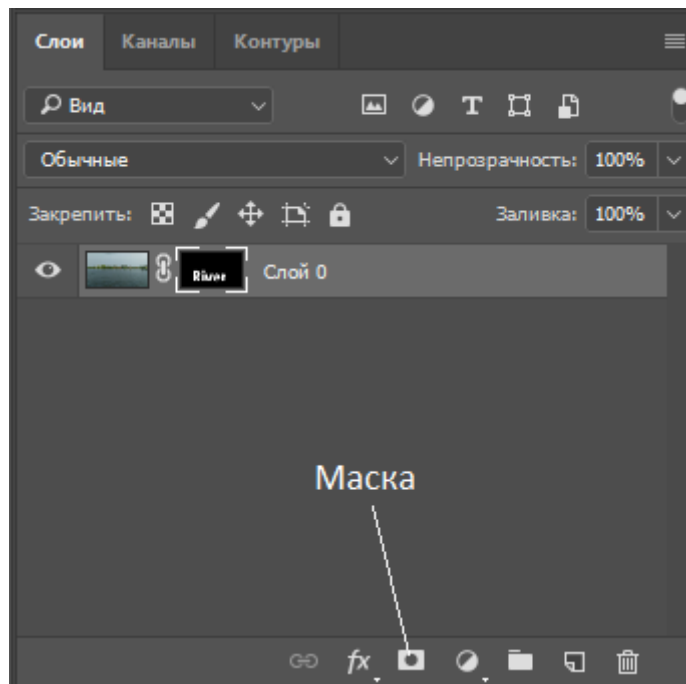 Слои Каналы Контуры
Вид T
Обычные Непрозрачность: 100%
Закрепить: Заливка: 100%
River Слой 0
Маска
fx